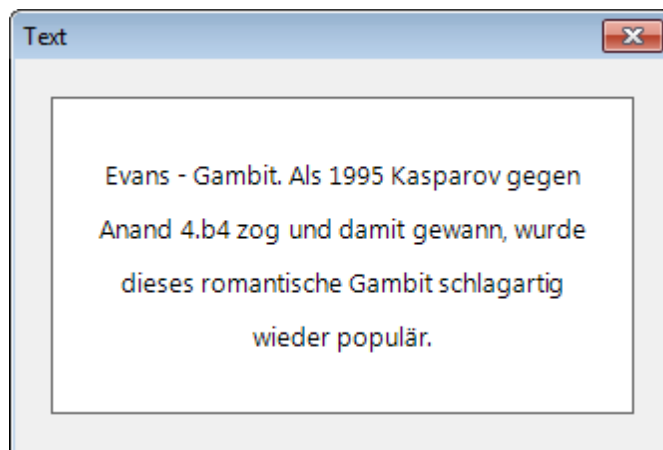 Text
Evans - Gambit. Als 1995 Kasparov gegen
Anand 4.b4 zog und damit gewann, wurde
dieses romantische Gambit schlagartig
wieder populär.